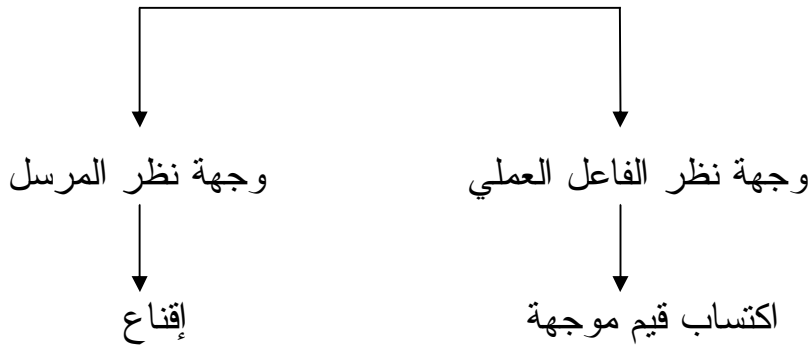 وجهة نظر الفاعل العملي
وجهة نظر المرسل
اكتساب قيم موجهة
إقناع